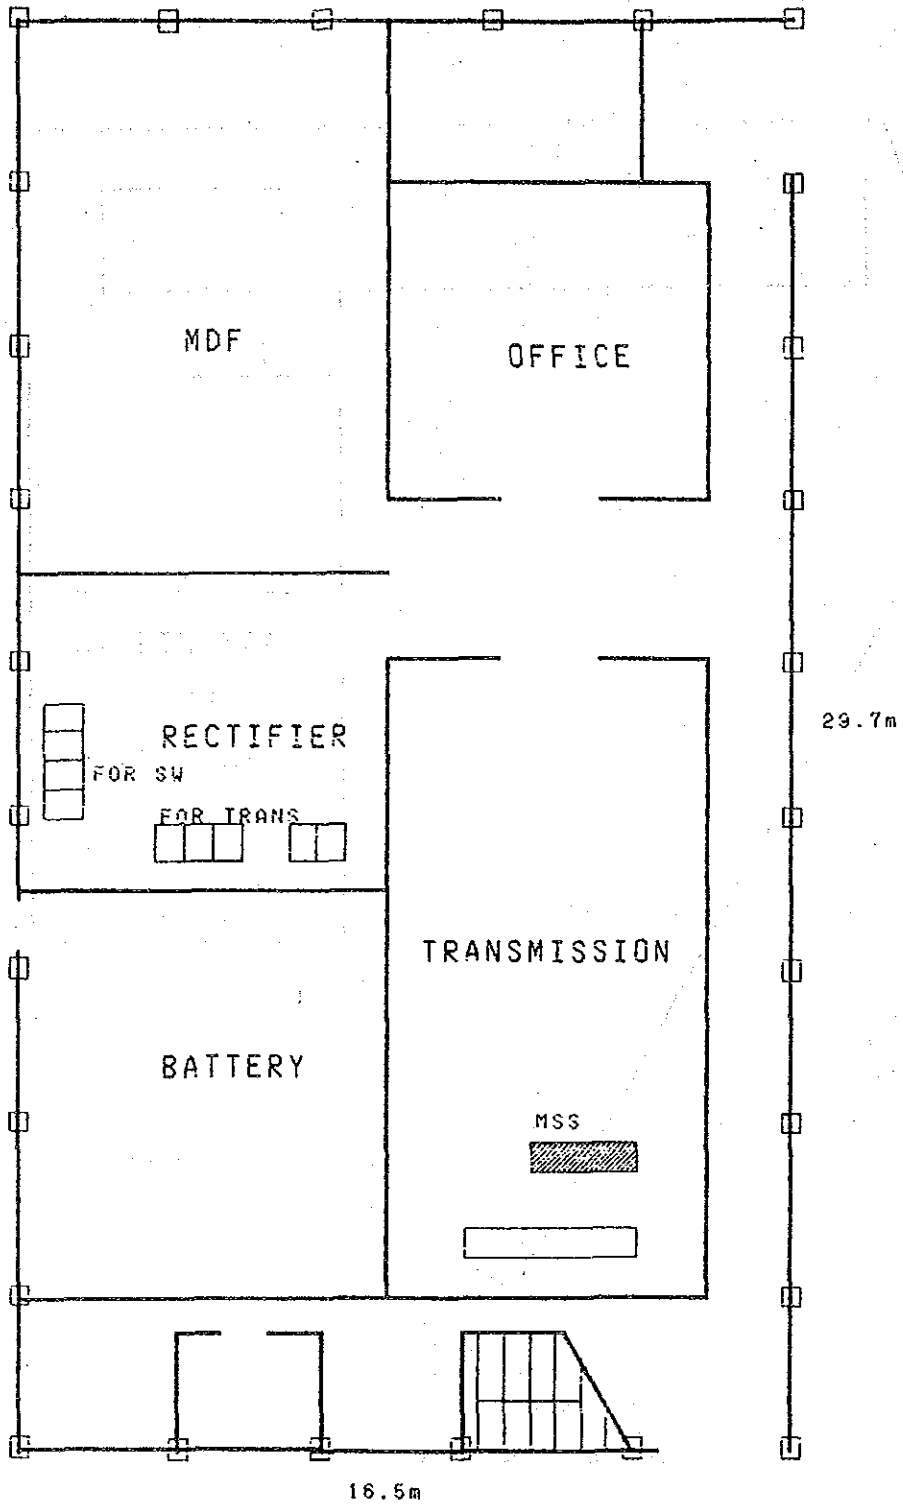 MDF
OFFICE
29.7m
RECTIFIER
FOR SW
FOR TRANS
TRANSMISSION
BATTERY
MSS
16.5m